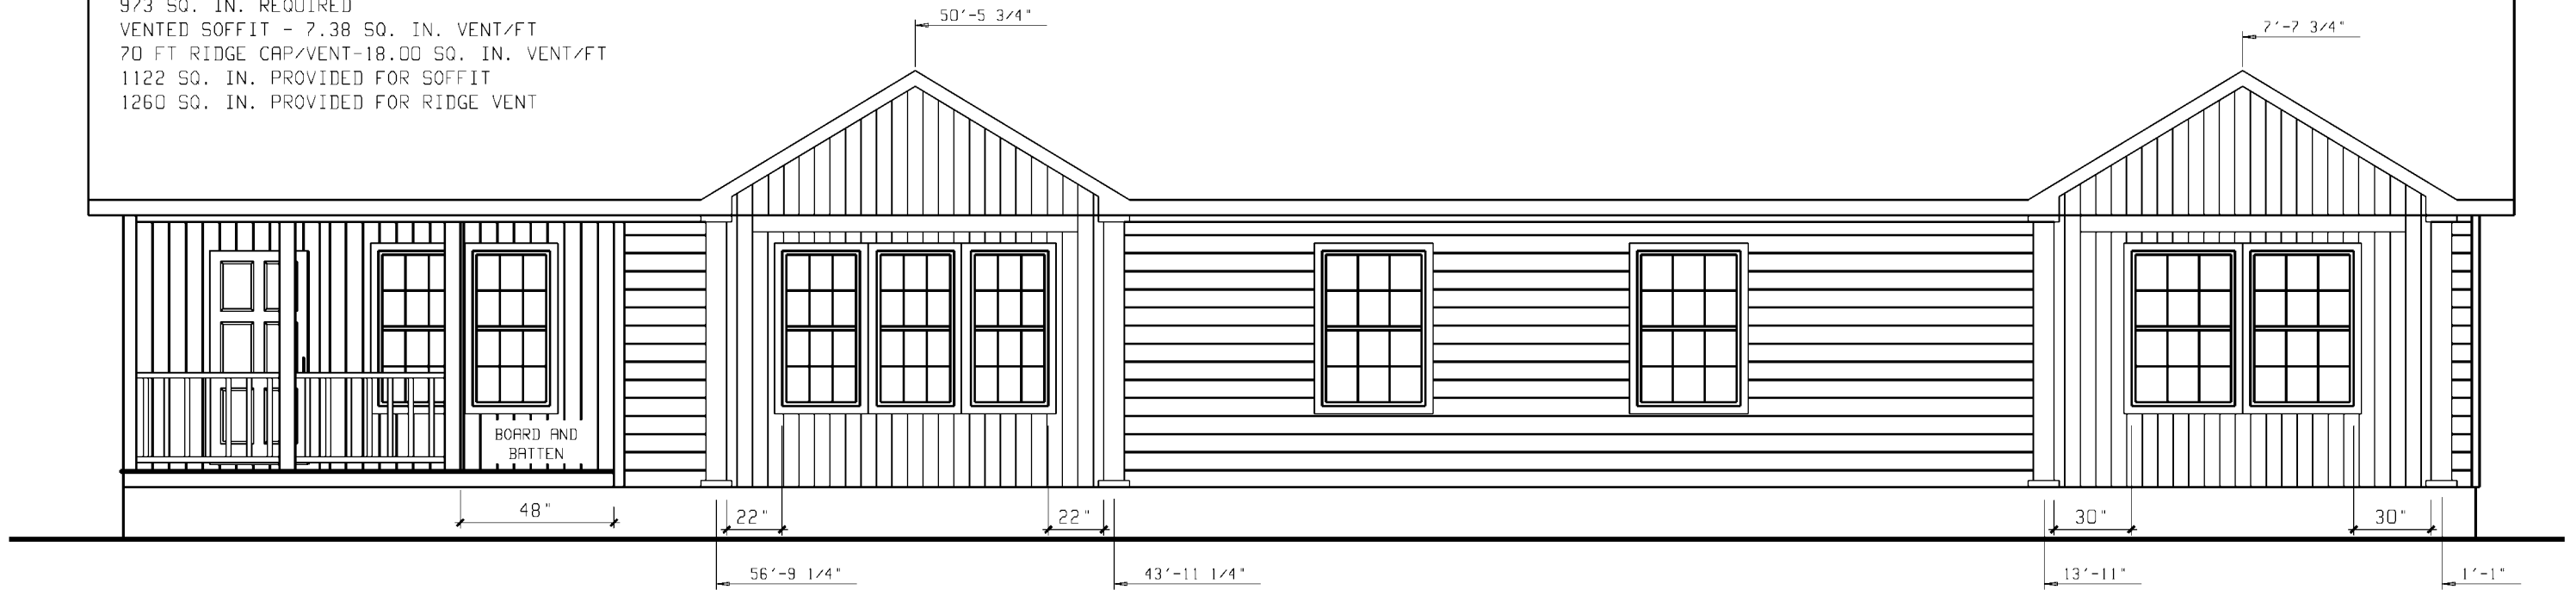 973 SQ. IN. REQUIRED
VENTED SOFFIT - 7.38 SQ. IN. VENT/FT
70 FT RIDGE CAP/VENT-18.00 SQ. IN. VENT/FT
1122 SQ. IN. PROVIDED FOR SOFFIT
1260 SQ. IN. PROVIDED FOR RIDGE VENT
50'-5 3/4"
7'-7 3/4"
BOARD AND
BATTEN
48"
22"
22"
30"
30"
56'-9 1/4"
43'-11 1/4"
13'-11"
1'-1"